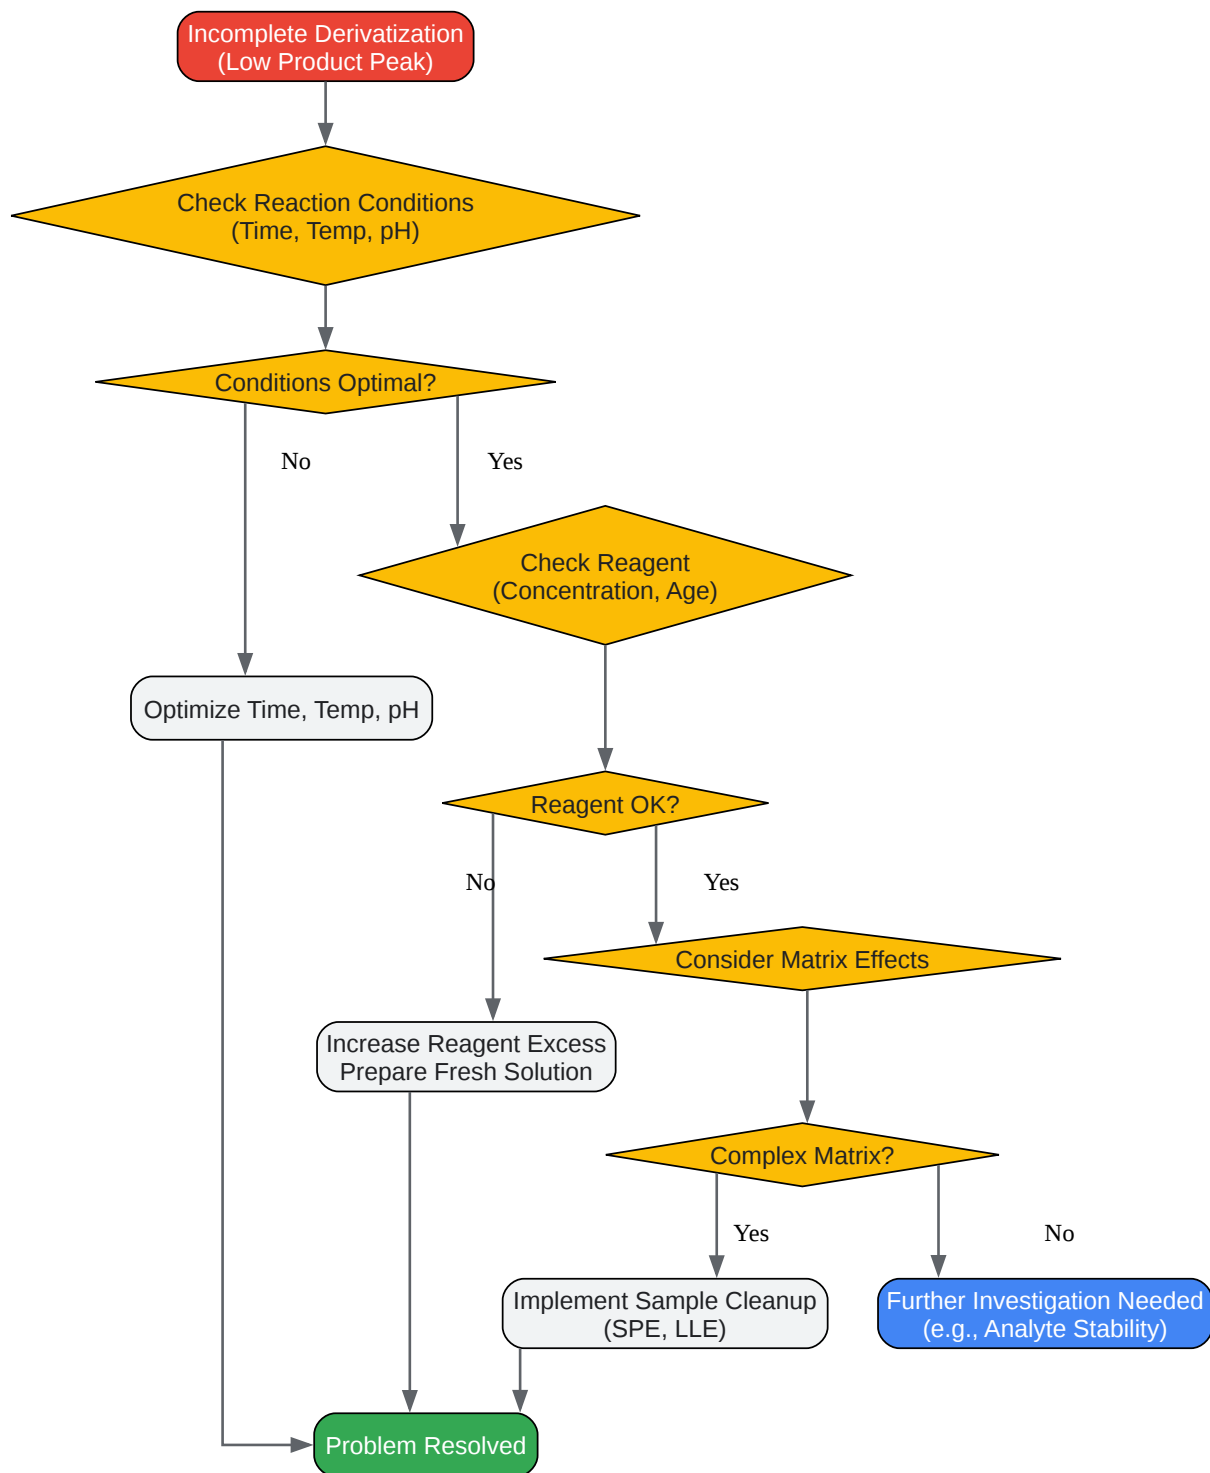 Incomplete Derivatization
(Low Product Peak)
Check Reaction Conditions
(Time, Temp, pH)
Conditions Optimal?
No
Yes
Check Reagent
(Concentration, Age)
Optimize Time, Temp, pH
Reagent OK?
No
Yes
Consider Matrix Effects
Increase Reagent Excess
Prepare Fresh Solution
Complex Matrix?
Yes
No
Implement Sample Cleanup
(SPE, LLE)
Further Investigation Needed
(e.g., Analyte Stability)
Problem Resolved